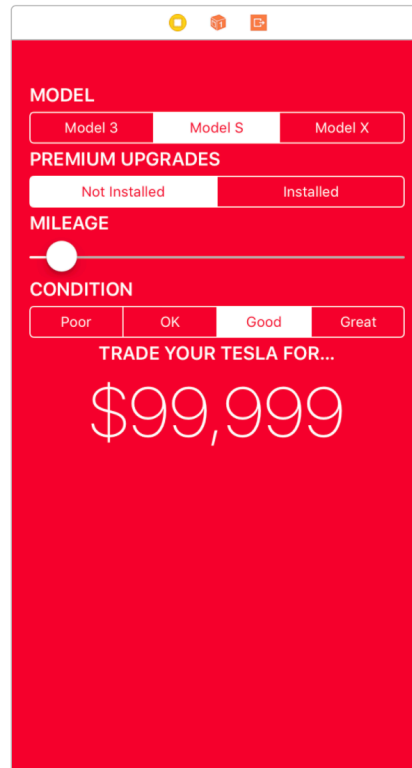 MODEL
Model 3 Model S Model X
PREMIUM UPGRADES
Not Installed Installed
MILEAGE
CONDITION
Poor OK Good Great
TRADE YOUR TESLA FOR...
$99,999